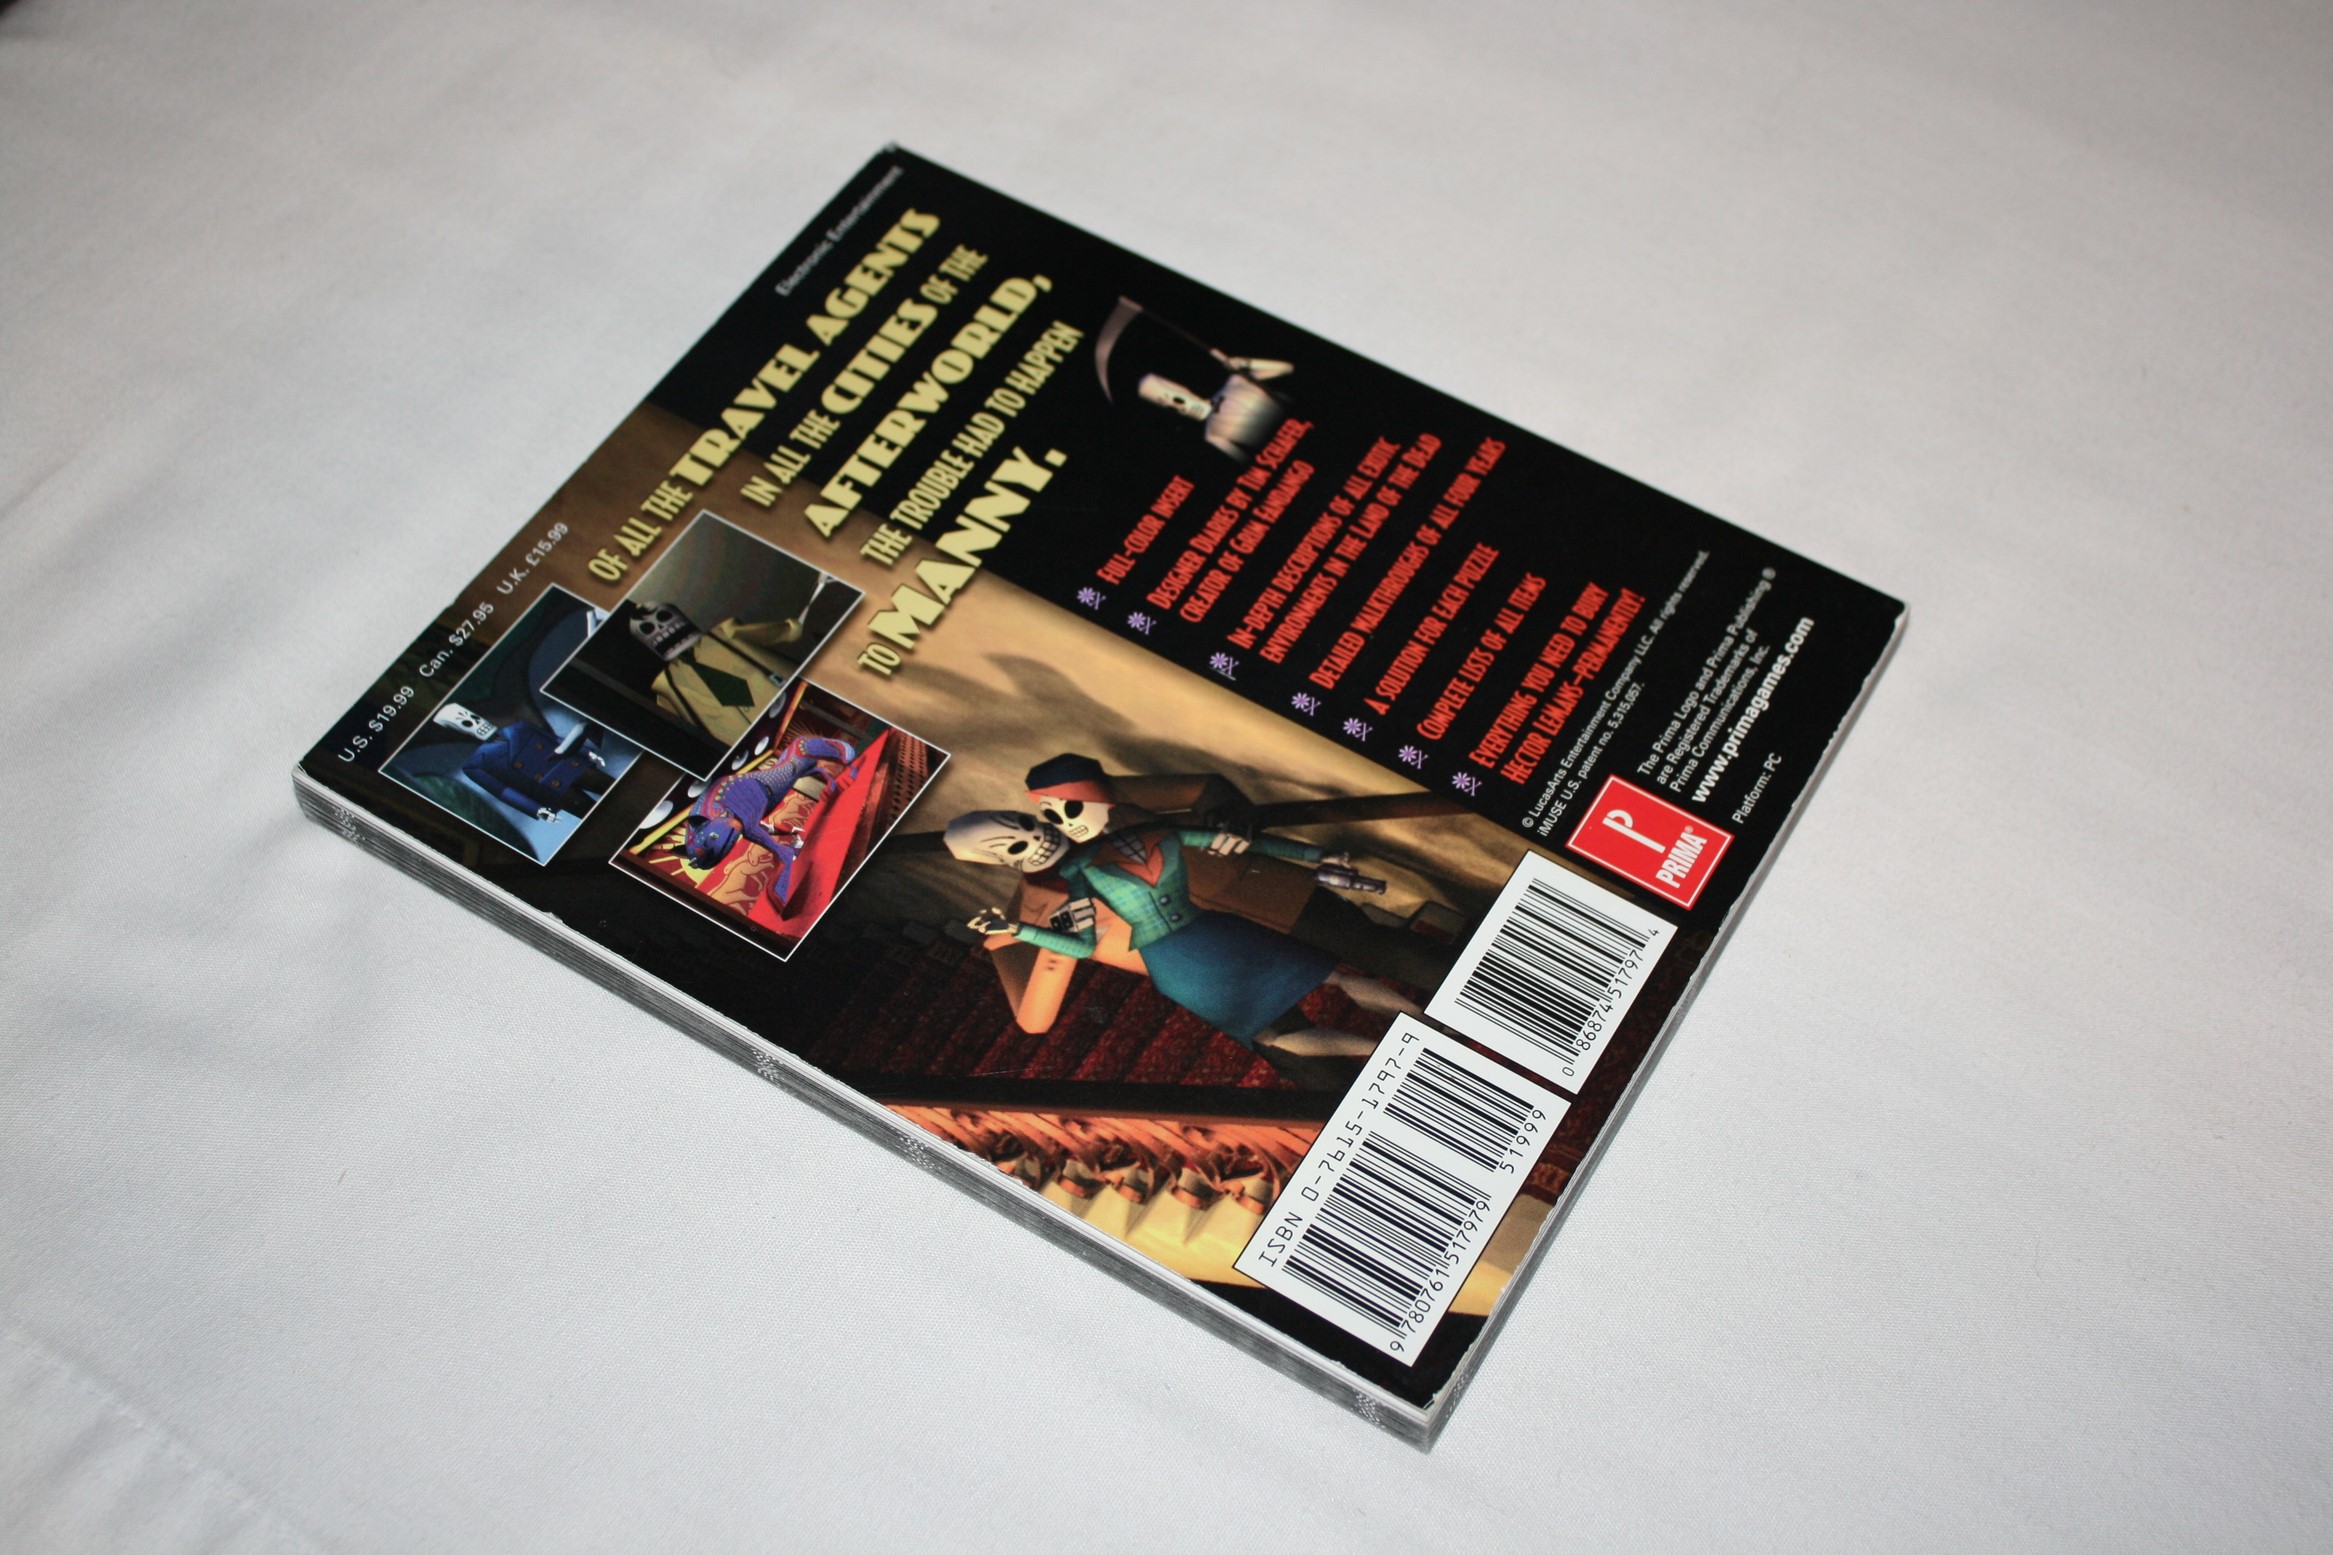 Electronic Entertainment
U.S. $19.99 Can. $27.95 U.K. £15.99
OF ALL THE TRAVEL AGENTS
IN ALL THE CITIES OF THE
AFTERWORLD,
THE TROUBLE HAD TO HAPPEN
TO MANNY.
FULL-COLOR INSERT
DESIGNER DIARIES BY TIM SCHAFER,
CREATOR OF GRIM FANDANGO
IN-DEPTH DESCRIPTIONS OF ALL EXOTIC
ENVIRONMENTS IN THE LAND OF THE DEAD
DETAILED WALKTHROUGHS OF ALL FOUR YEARS
A SOLUTION FOR EACH PUZZLE
COMPLETE LISTS OF ALL ITEMS
EVERYTHING YOU NEED TO BURY
HECTOR LEMANS–PERMANENTLY!
© LucasArts Entertainment Company LLC. All rights reserved.
iMUSE U.S. patent no. 5,315,057.
The Prima Logo and Prima Publishing ®
are Registered Trademarks of
Prima Communications, Inc.
www.primagames.com
Platform: PC
P
PRIMA®
0 86874 51797 4
ISBN 0-7615-1797-9
51999
9 780761 517979